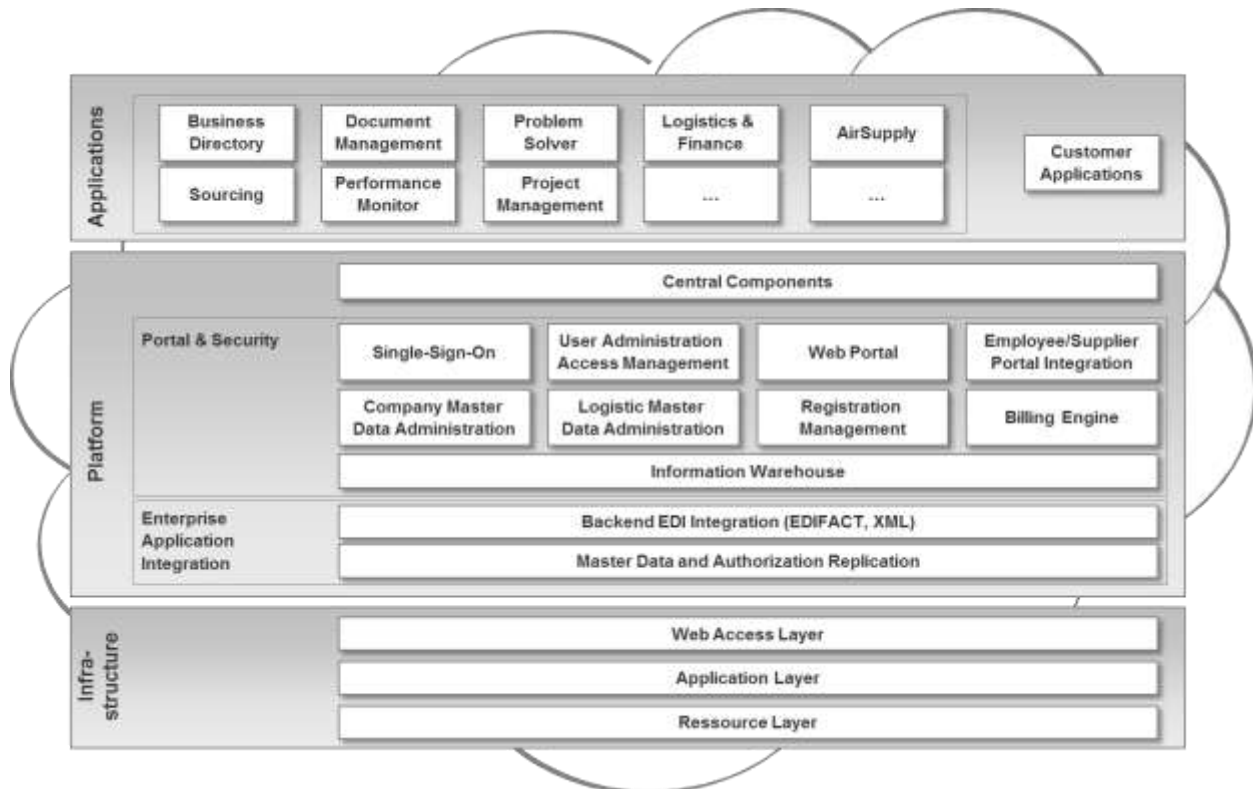 Applications
Business
Directory
Document
Management
Problem
Solver
Logistics &
Finance
AirSupply
Customer
Applications
Sourcing
Performance
Monitor
Project
Management
...
...
Platform
Central Components
Portal & Security
Single-Sign-On
User Administration
Access Management
Web Portal
Employee/Supplier
Portal Integration
Company Master
Data Administration
Logistic Master
Data Administration
Registration
Management
Billing Engine
Information Warehouse
Enterprise
Application
Integration
Backend EDI Integration (EDIFACT, XML)
Master Data and Authorization Replication
Infra-
structure
Web Access Layer
Application Layer
Ressource Layer